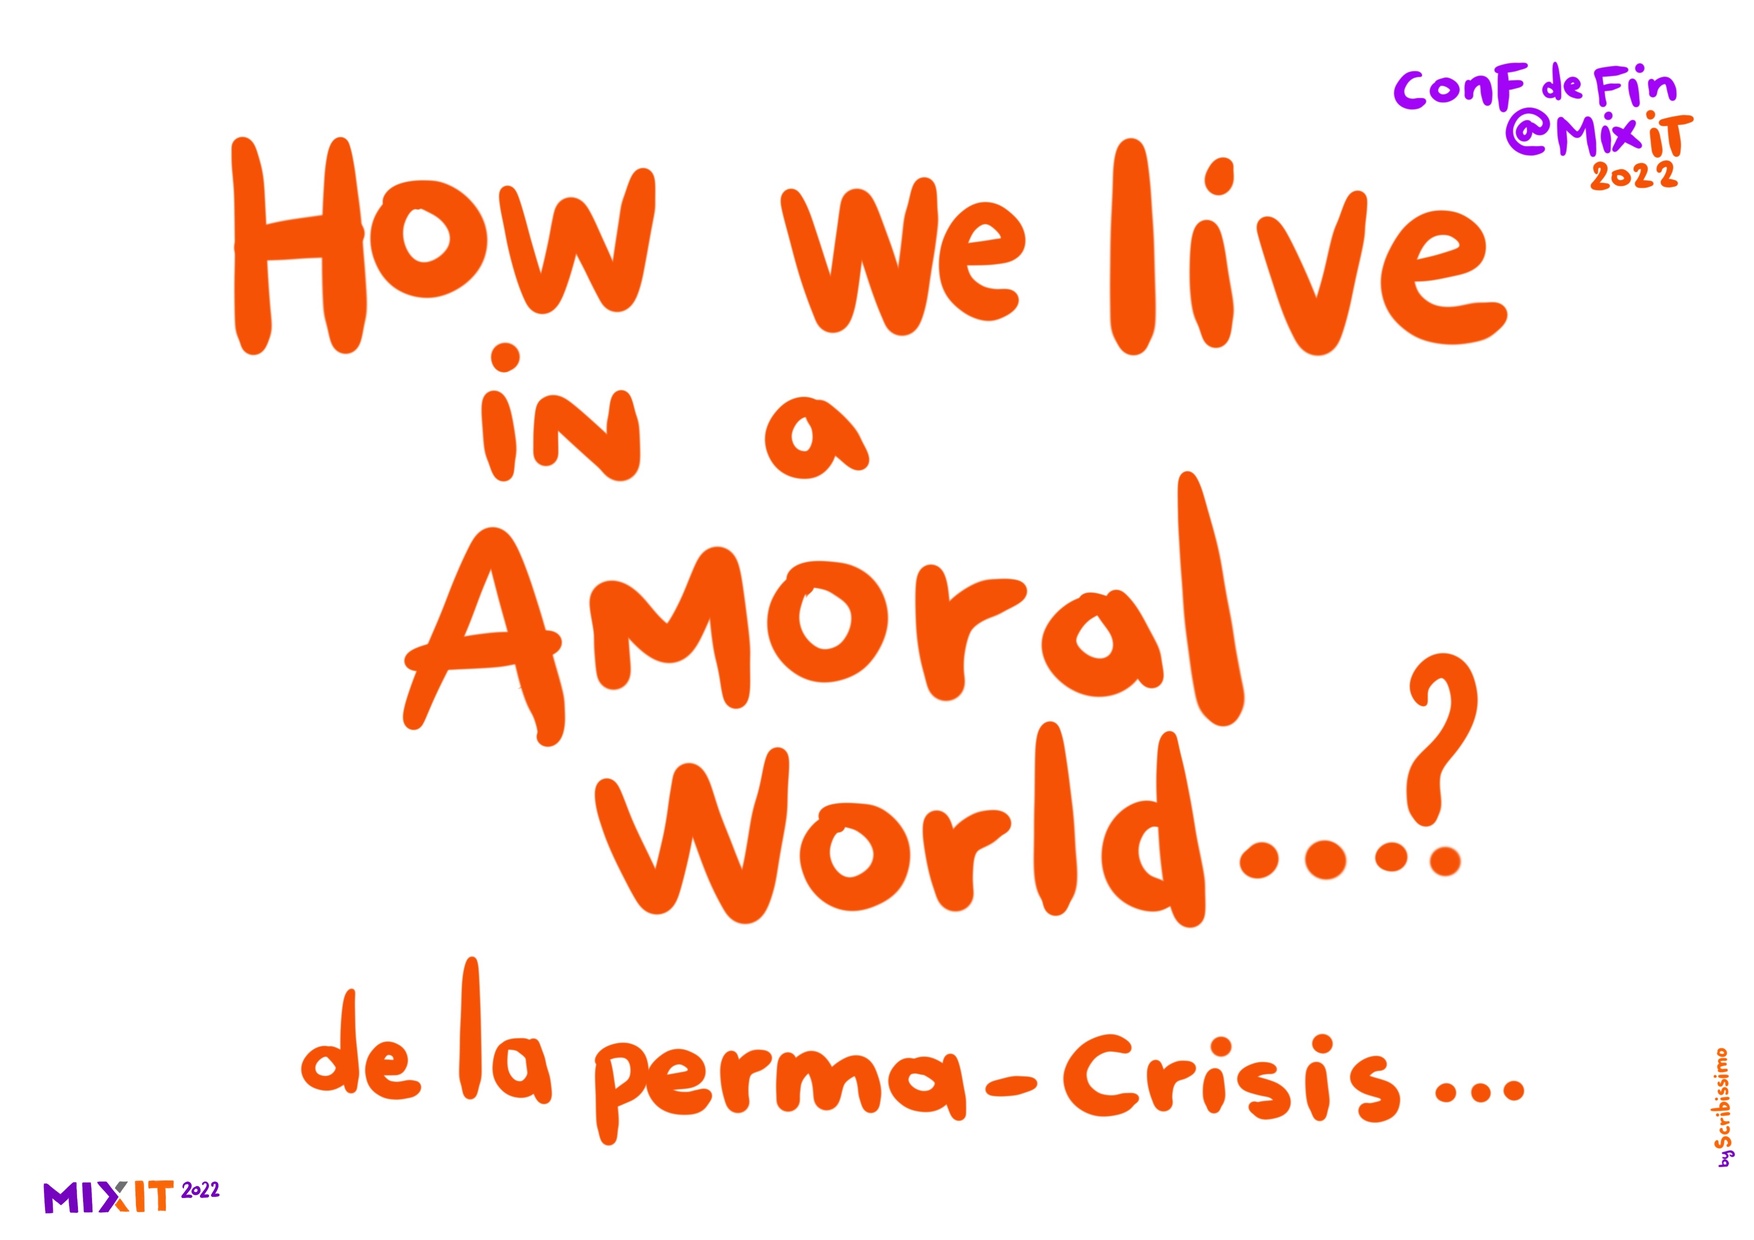 ConF de Fin
@MixiT
2022
How we live
in a
Amoral
World....?
de la perma-Crisis...
MIXIT 2022
by Scribissimo